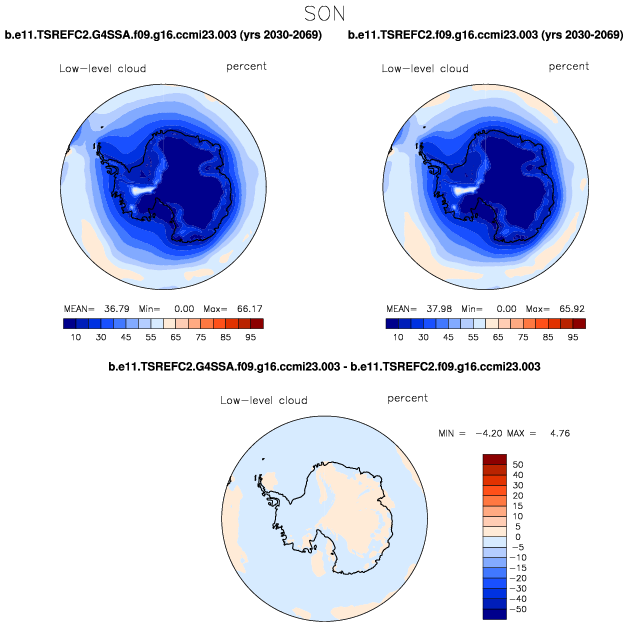 SON
b.e11.TSREFC2.G4SSA.f09.g16.ccmi23.003 (yrs 2030-2069) b.e11.TSREFC2.f09.g16.ccmi23.003 (yrs 2030-2069)
Low-level cloud percent Low-level cloud percent
MEAN= 36.79 Min= 0.00 Max= 66.17 MEAN= 37.98 Min= 0.00 Max= 65.92
10 30 45 55 65 75 85 95 10 30 45 55 65 75 85 95
b.e11.TSREFC2.G4SSA.f09.g16.ccmi23.003 - b.e11.TSREFC2.f09.g16.ccmi23.003
Low-level cloud percent
MIN = -4.20 MAX = 4.76
50
40
30
20
15
10
5
0
-5
-10
-15
-20
-30
-40
-50